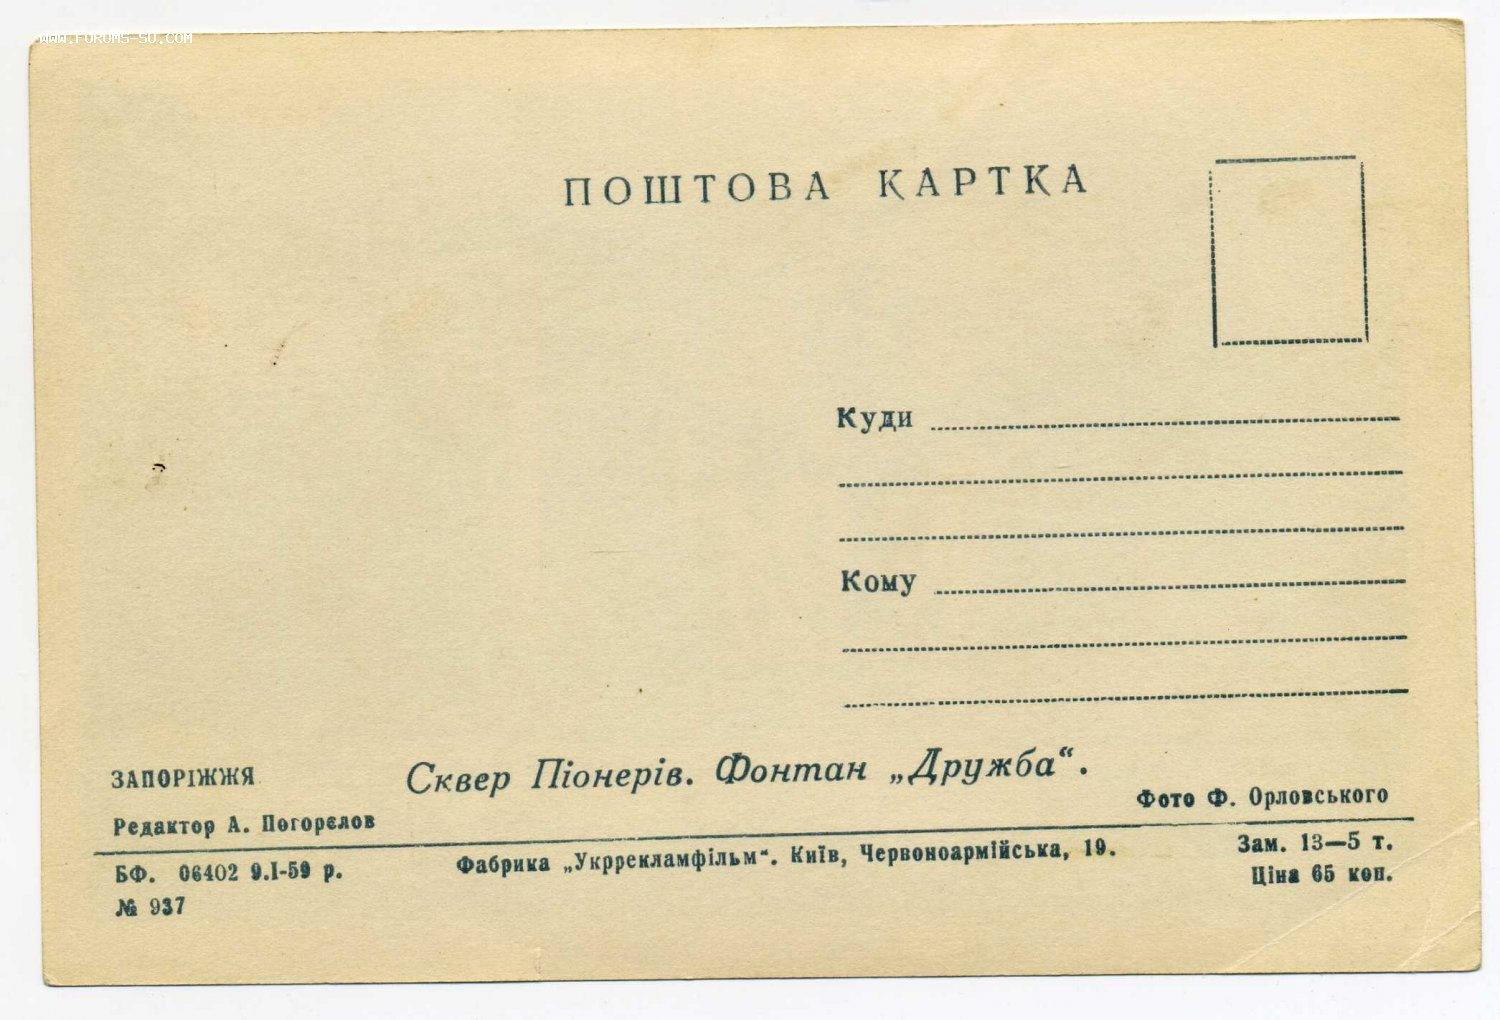 WWW.FORUMS-SU.COM
ПОШТОВА КАРТКА
Куди
Кому
ЗАПОРІЖЖЯ
Сквер Піонерів. Фонтан „Дружба“.
Редактор А. Погорєлов
Фото Ф. Орловського
БФ. 06402 9.I-59 р.
№ 937
Фабрика „Укррекламфільм“. Київ, Червоноармійська, 19.
Зам. 13—5 т.
Ціна 65 коп.